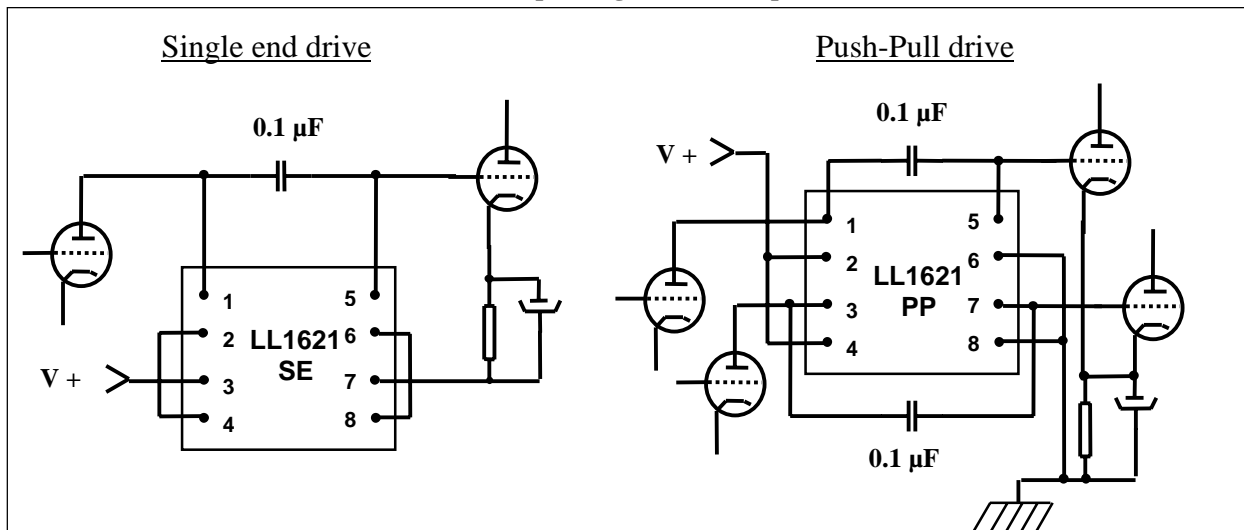 Single end drive
0.1 µF
1
2
3
4
5
6
7
8
LL1621
SE
V +
Push-Pull drive
0.1 µF
V +
1
2
3
4
5
6
7
8
LL1621
PP
0.1 µF